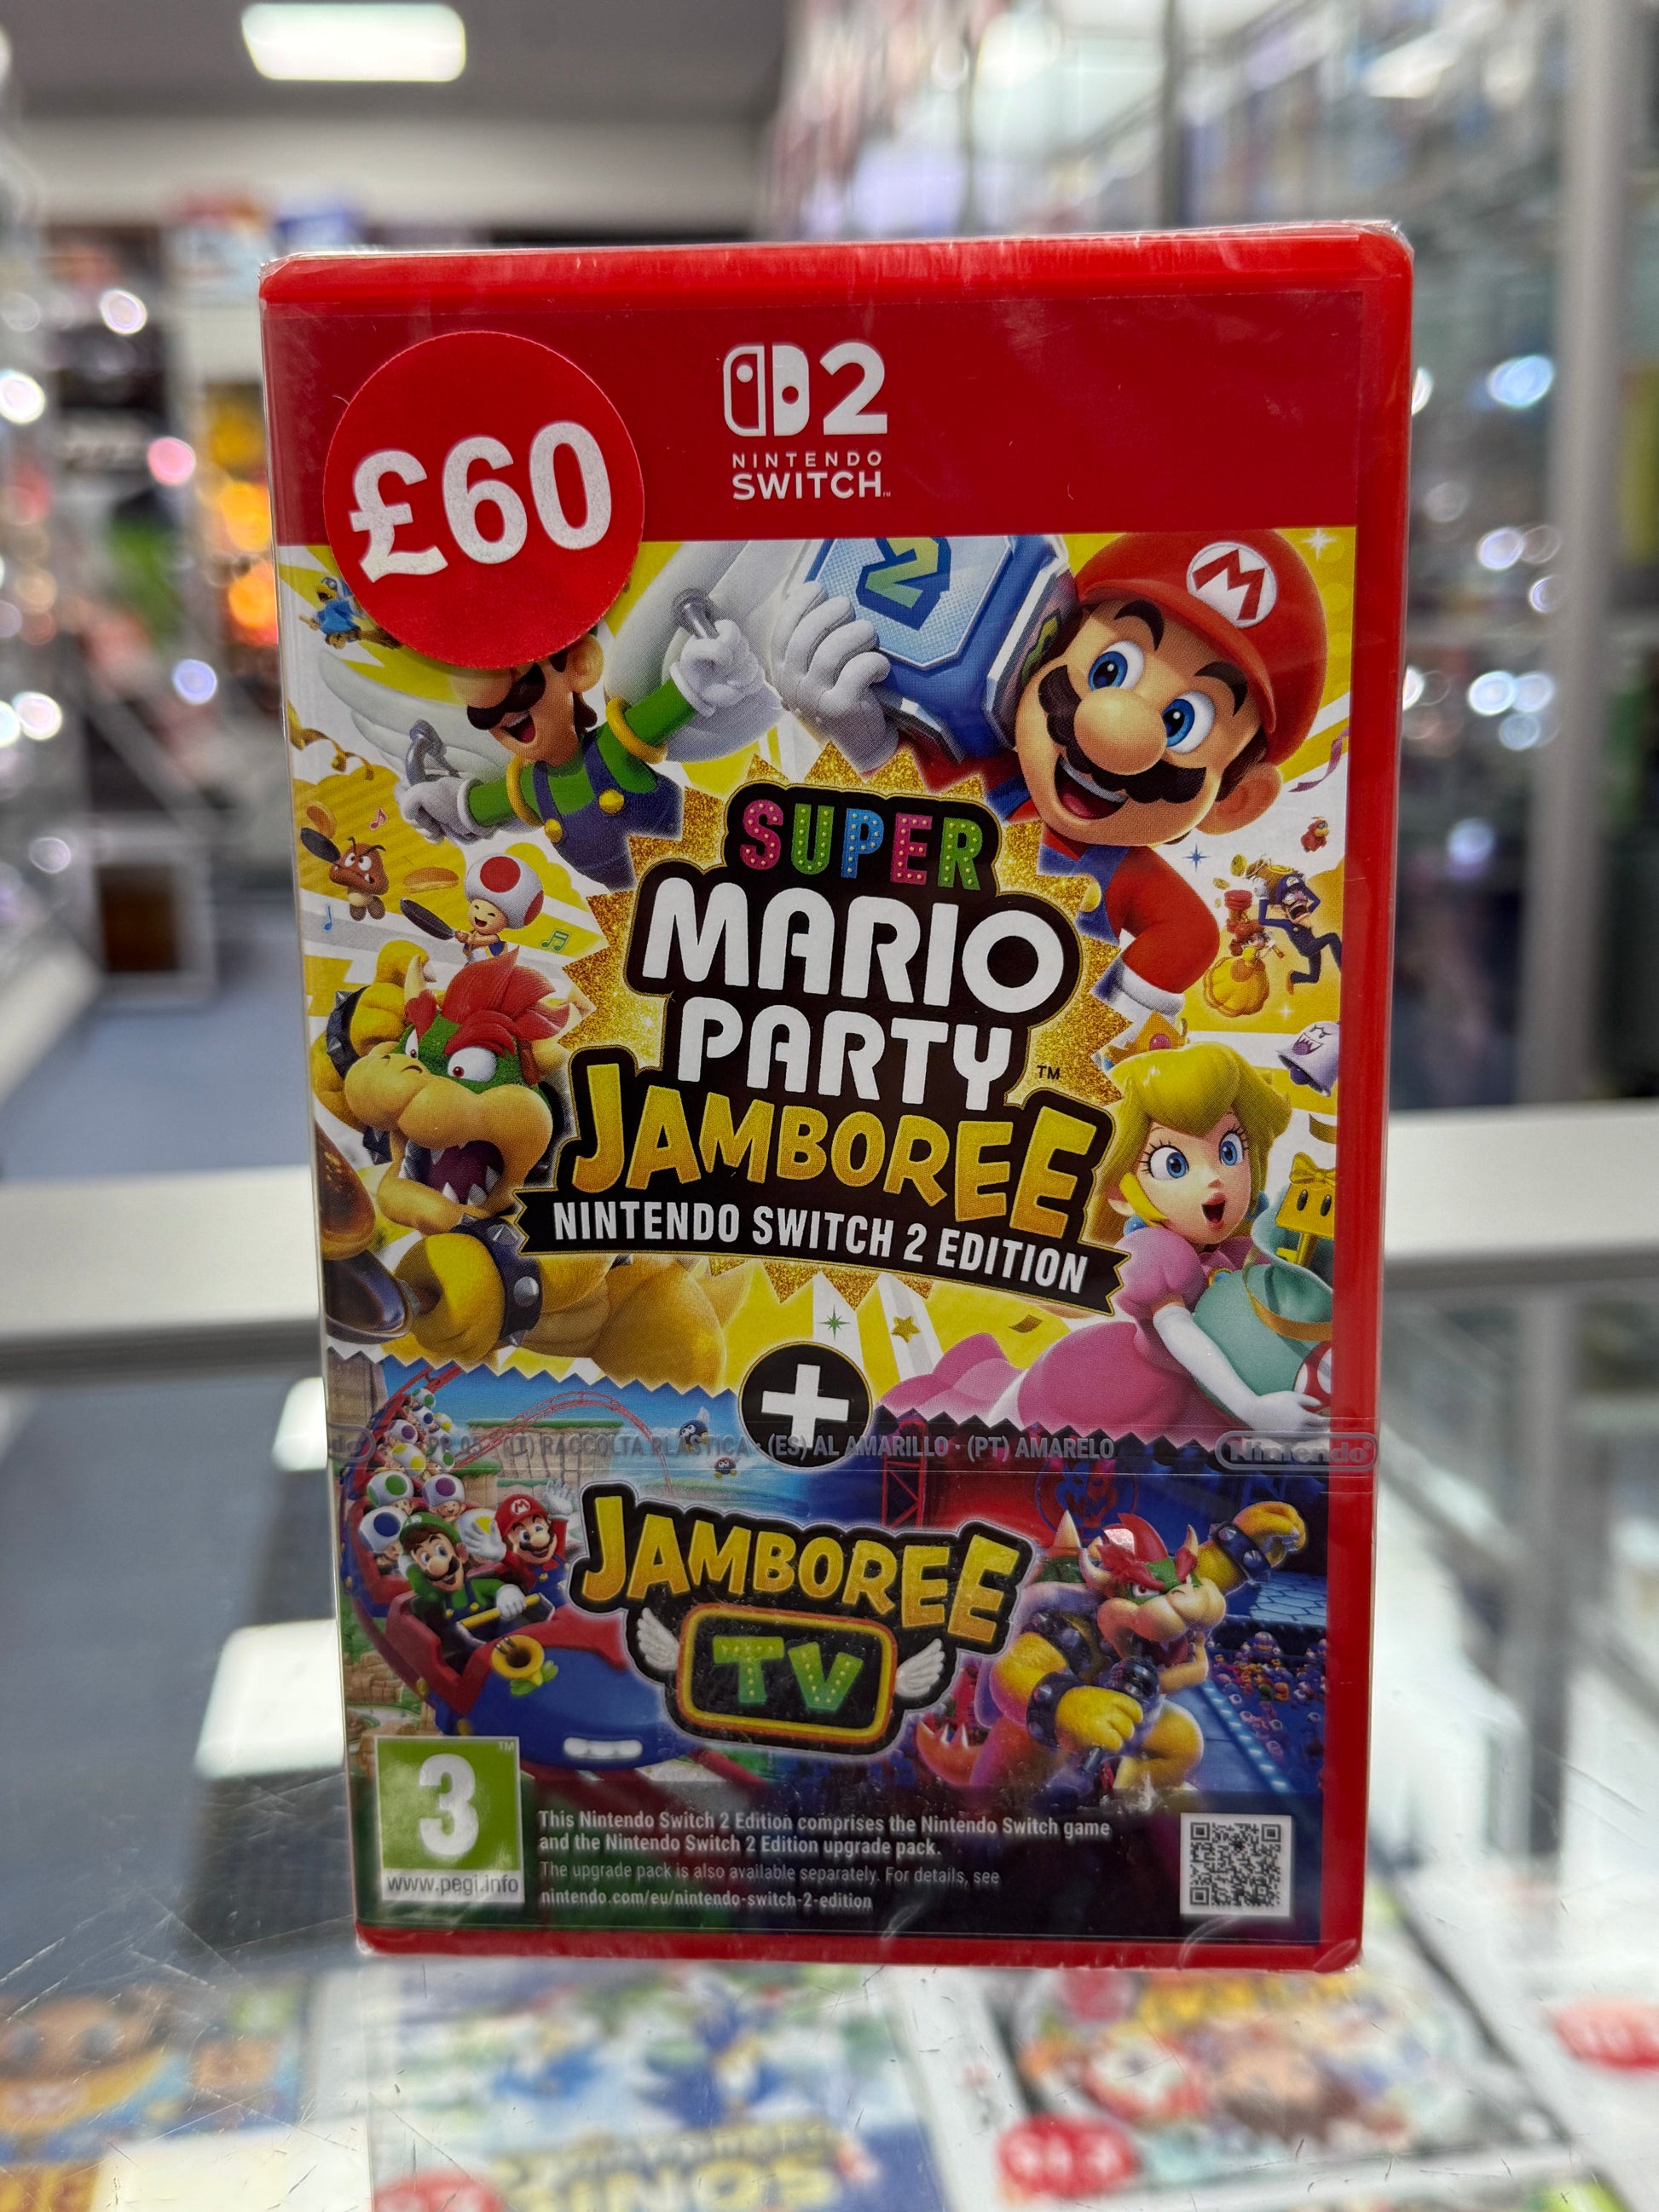 £60
2
NINTENDO
SWITCH
2
M
SUPER
MARIO
PARTY
™
JAMBOREE
NINTENDO SWITCH 2 EDITION
+
(IT) RACCOLTA PLASTICA · (ES) AL AMARILLO · (PT) AMARELO
Nintendo
JAMBOREE
TV
3
www.pegi.info
This Nintendo Switch 2 Edition comprises the Nintendo Switch game
and the Nintendo Switch 2 Edition upgrade pack.
The upgrade pack is also available separately. For details, see
nintendo.com/eu/nintendo-switch-2-edition